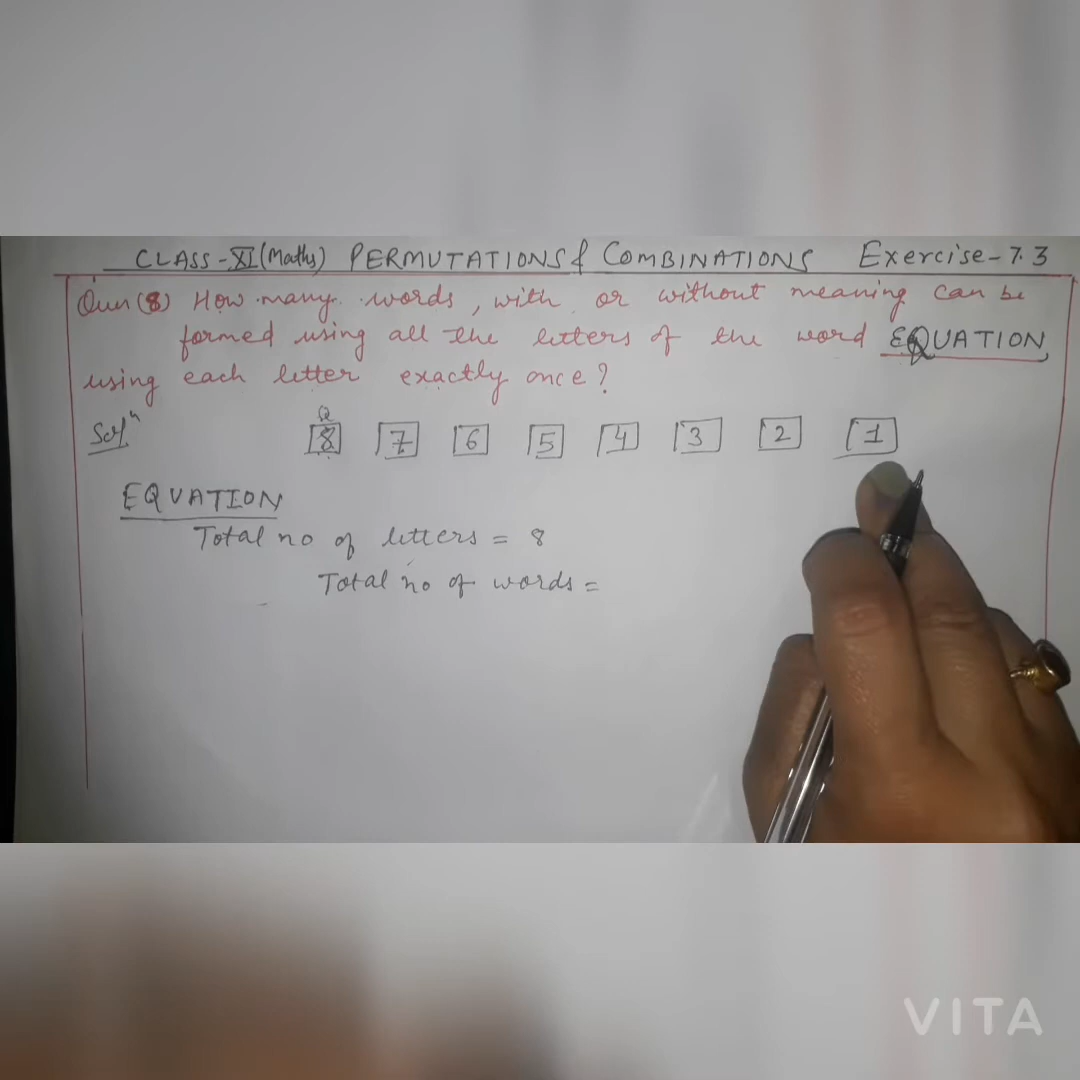 CLASS-XI (Maths) PERMUTATIONS & COMBINATIONS Exercise-7.3
Quen (8) How many words, with or without meaning can be
formed using all the letters of the word EQUATION,
using each letter exactly once?
Q
Solⁿ 8 7 6 5 4 3 2 1
EQUATION
Total no of letters = 8
Total no of words =
VITA